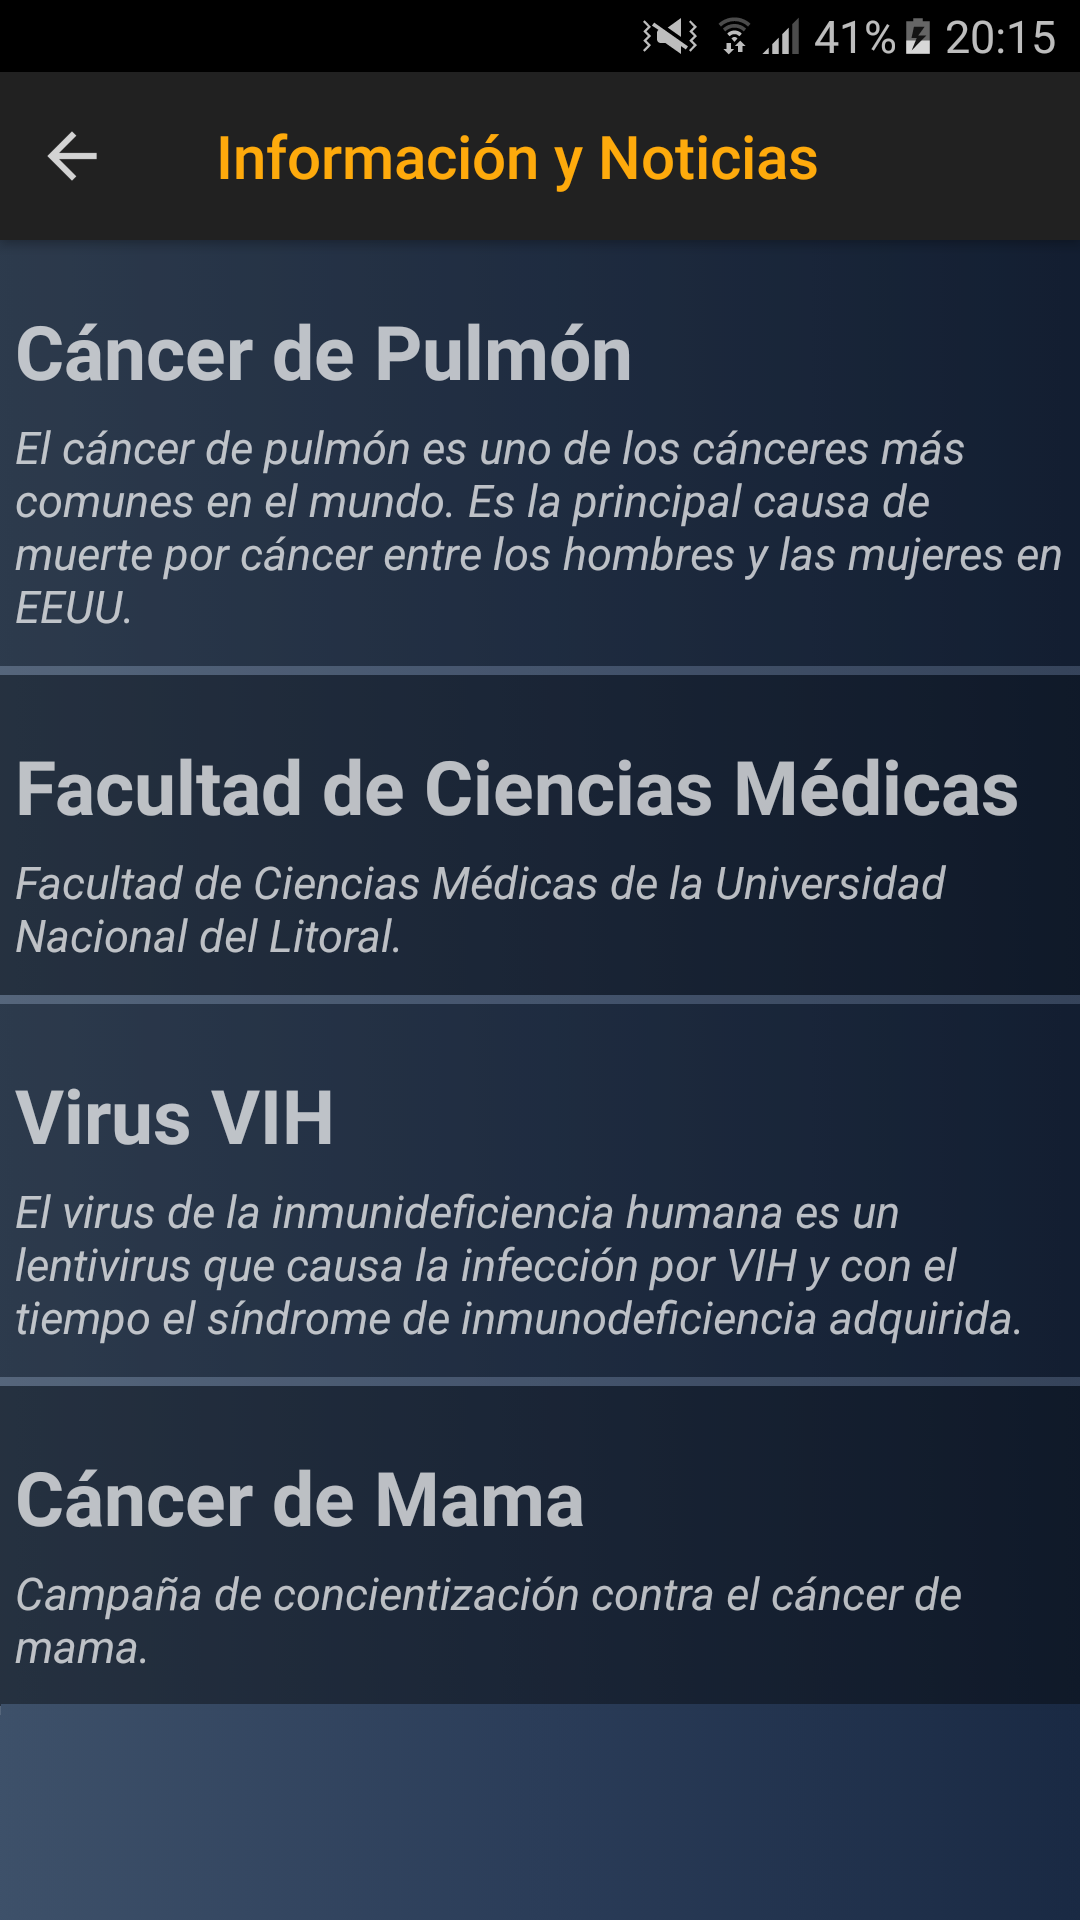 41% 20:15
Información y Noticias
Cáncer de Pulmón
El cáncer de pulmón es uno de los cánceres más
comunes en el mundo. Es la principal causa de
muerte por cáncer entre los hombres y las mujeres en
EEUU.
Facultad de Ciencias Médicas
Facultad de Ciencias Médicas de la Universidad
Nacional del Litoral.
Virus VIH
El virus de la inmunideficiencia humana es un
lentivirus que causa la infección por VIH y con el
tiempo el síndrome de inmunodeficiencia adquirida.
Cáncer de Mama
Campaña de concientización contra el cáncer de
mama.